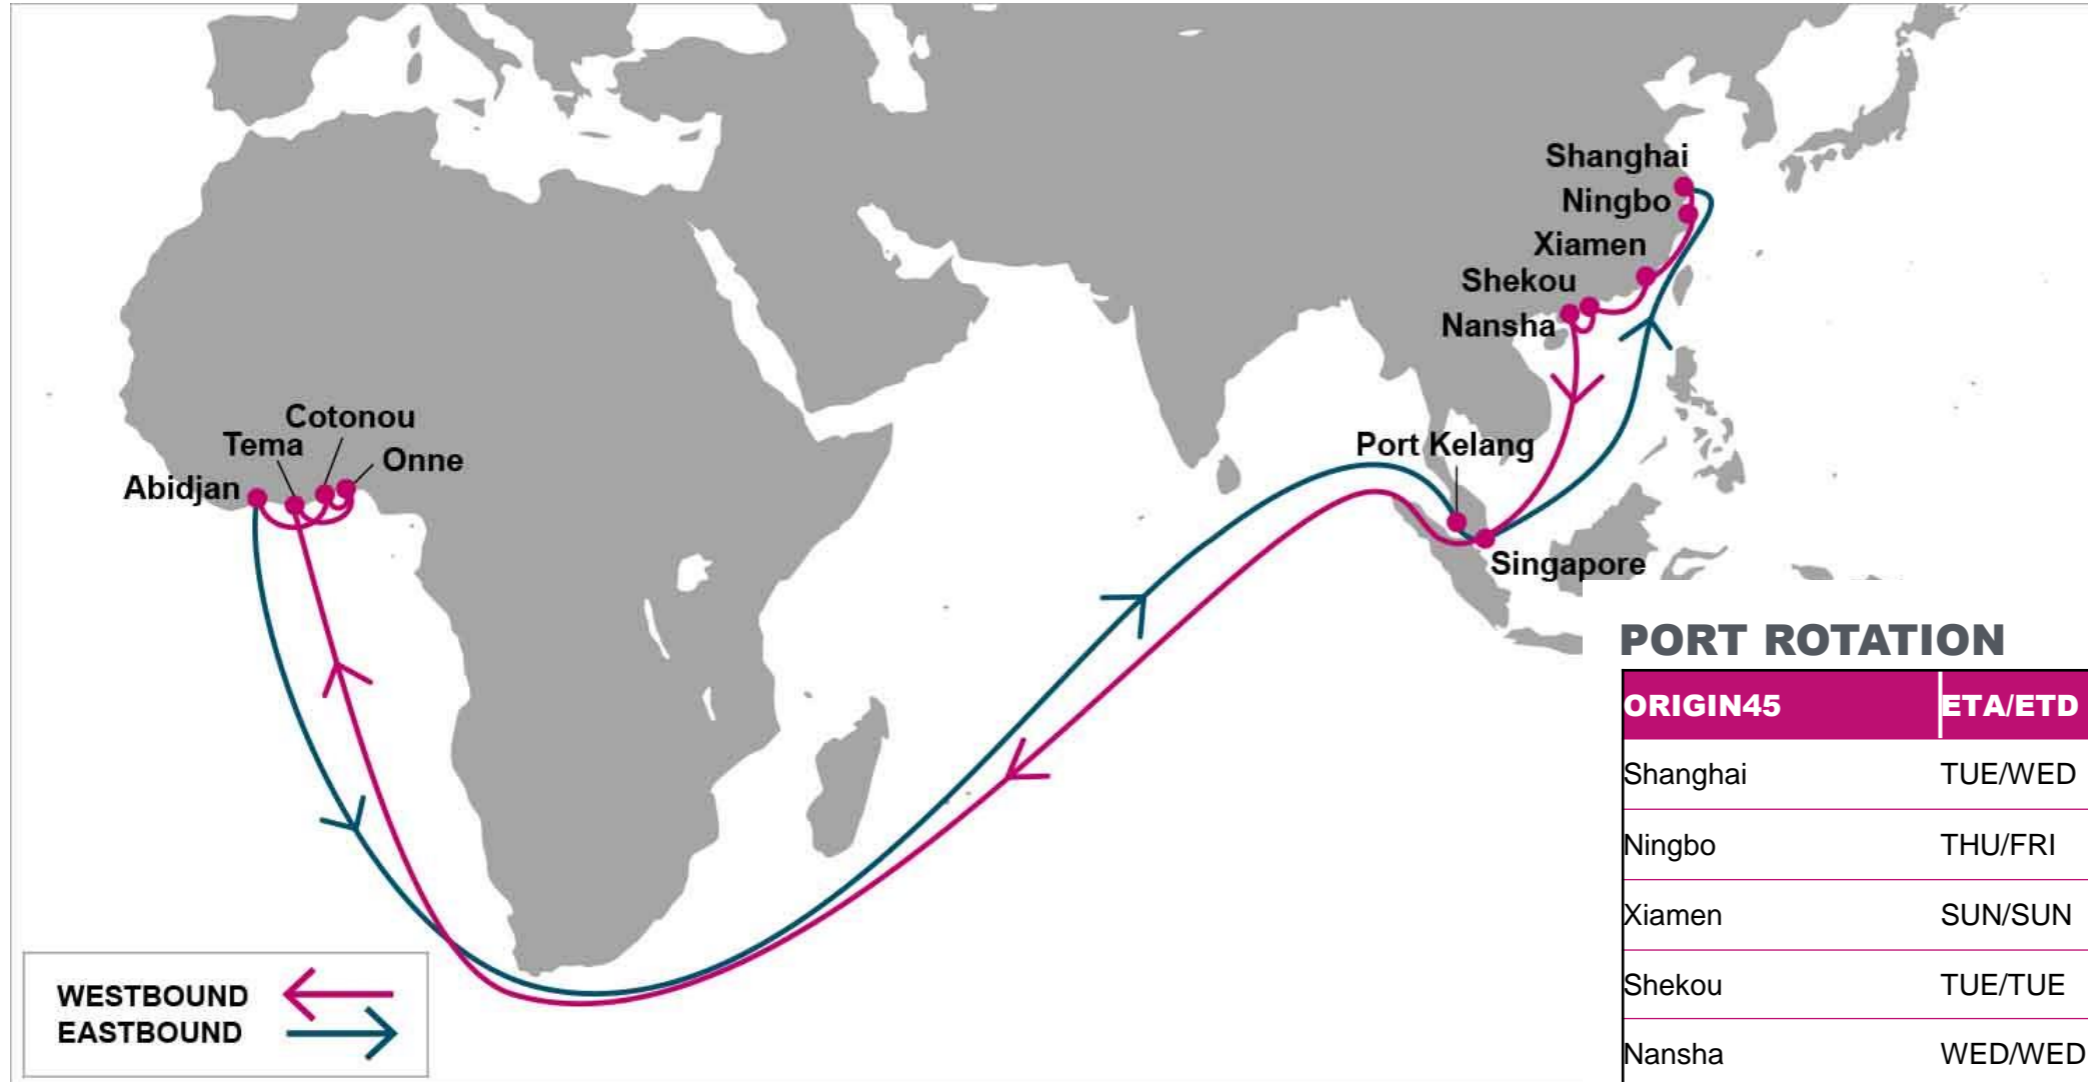 Shanghai
Ningbo
Xiamen
Shekou
Nansha
Cotonou
Tema
Onne
Abidjan
Port Kelang
Singapore
WESTBOUND
EASTBOUND
PORT ROTATION
ORIGIN45 ETA/ETD
Shanghai TUE/WED
Ningbo THU/FRI
Xiamen SUN/SUN
Shekou TUE/TUE
Nansha WED/WED